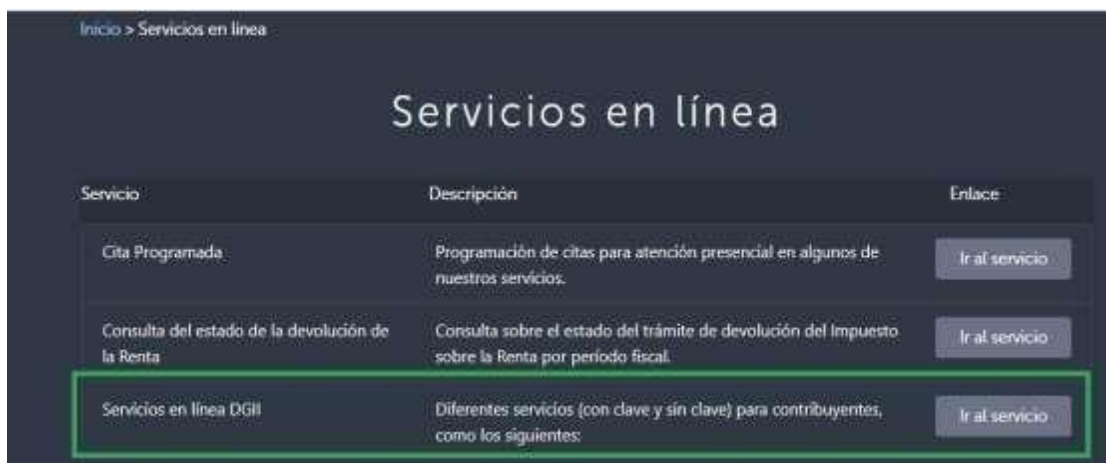 Inicio > Servicios en línea
Servicios en línea
Servicio Descripción Enlace
Cita Programada Programación de citas para atención presencial en algunos de Ir al servicio
nuestros servicios.
Consulta del estado de la devolución de Consulta sobre el estado del trámite de devolución del Impuesto Ir al servicio
la Renta sobre la Renta por período fiscal.
Servicios en línea DGII Diferentes servicios (con clave y sin clave) para contribuyentes, Ir al servicio
como los siguientes: